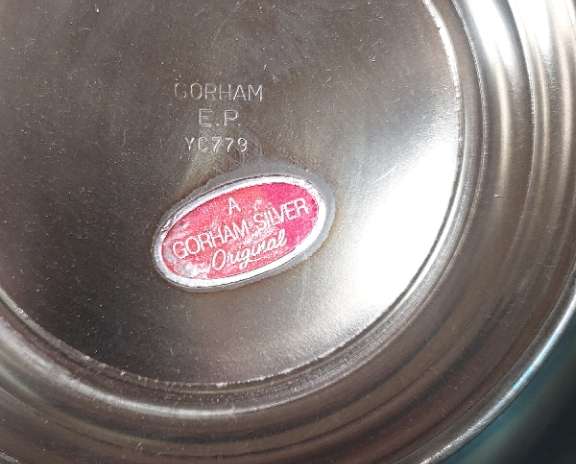 GORHAM
E.P.
YC779
A
GORHAM SILVER
Original